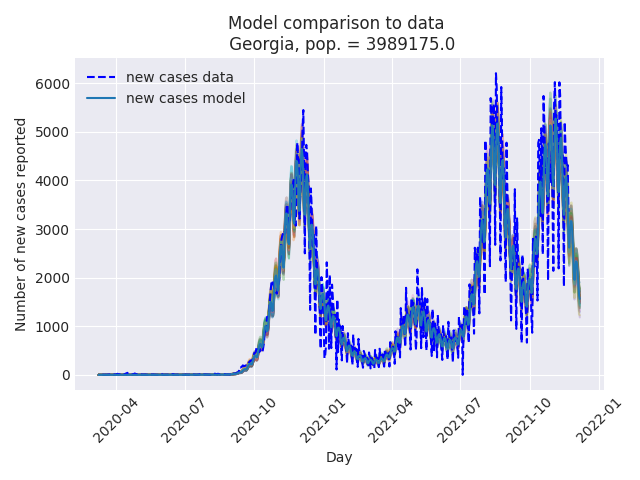 Model comparison to data
Georgia, pop. = 3989175.0
new cases data
new cases model
Number of new cases reported
6000
5000
4000
3000
2000
1000
0
2020-04
2020-07
2020-10
2021-01
2021-04
2021-07
2021-10
2022-01
Day